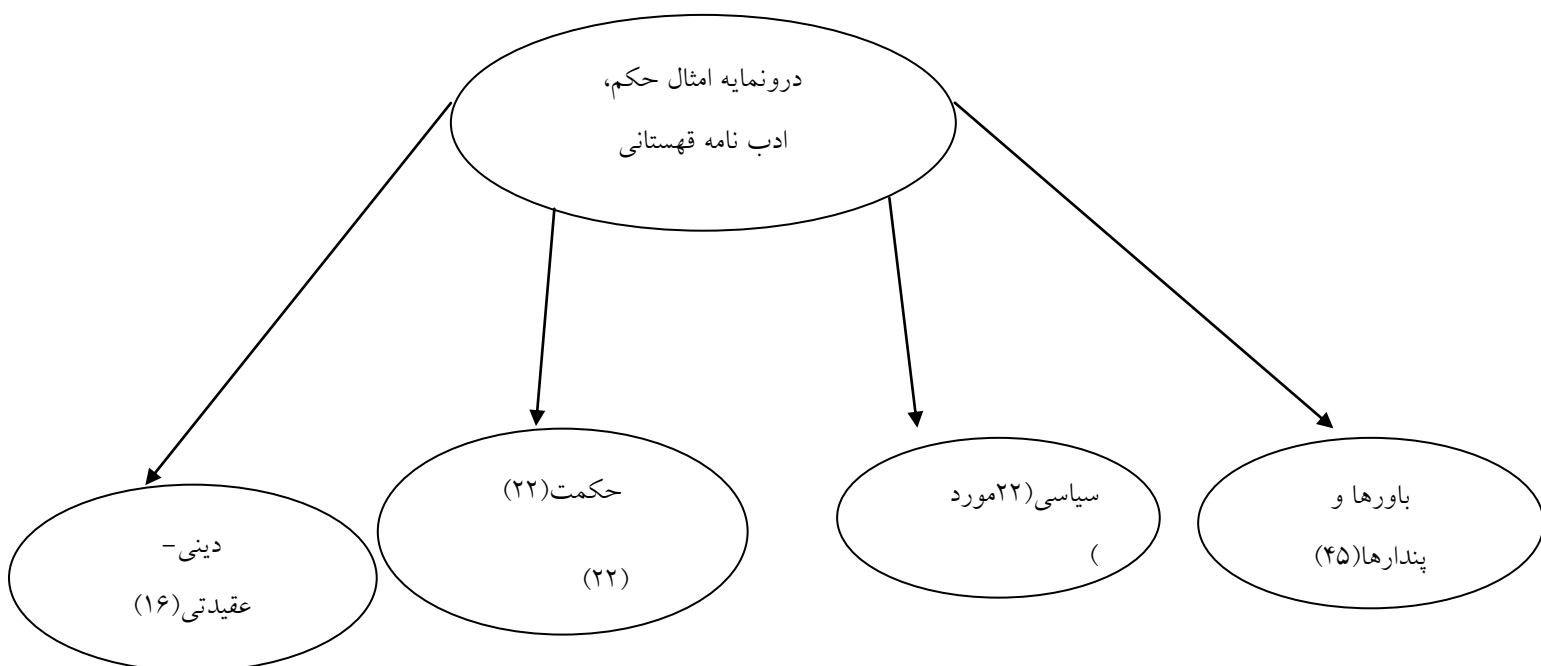 درونمایه امثال حکم،
ادب نامه قهستانی
باورها و
پندارها(۴۵)
سیاسی(۲۲مورد
)
حکمت(۲۲)
(۲۲)
دینی–
عقیدتی(۱۶)